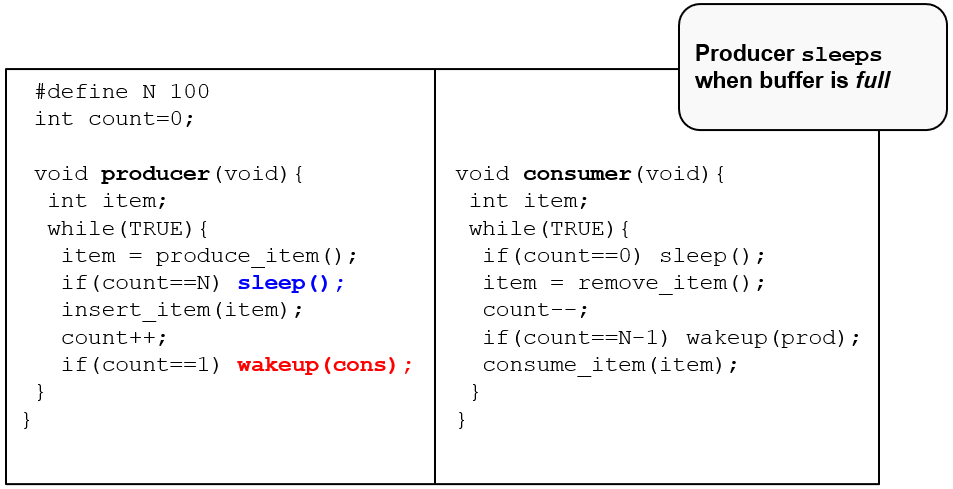 Producer sleeps
when buffer is full
#define N 100
int count=0;
void producer(void){
int item;
while(TRUE){
item = produce_item();
if(count==N) sleep();
insert_item(item);
count++;
if(count==1) wakeup(cons);
}
}
void consumer(void){
int item;
while(TRUE){
if(count==0) sleep();
item = remove_item();
count--;
if(count==N-1) wakeup(prod);
consume_item(item);
}
}